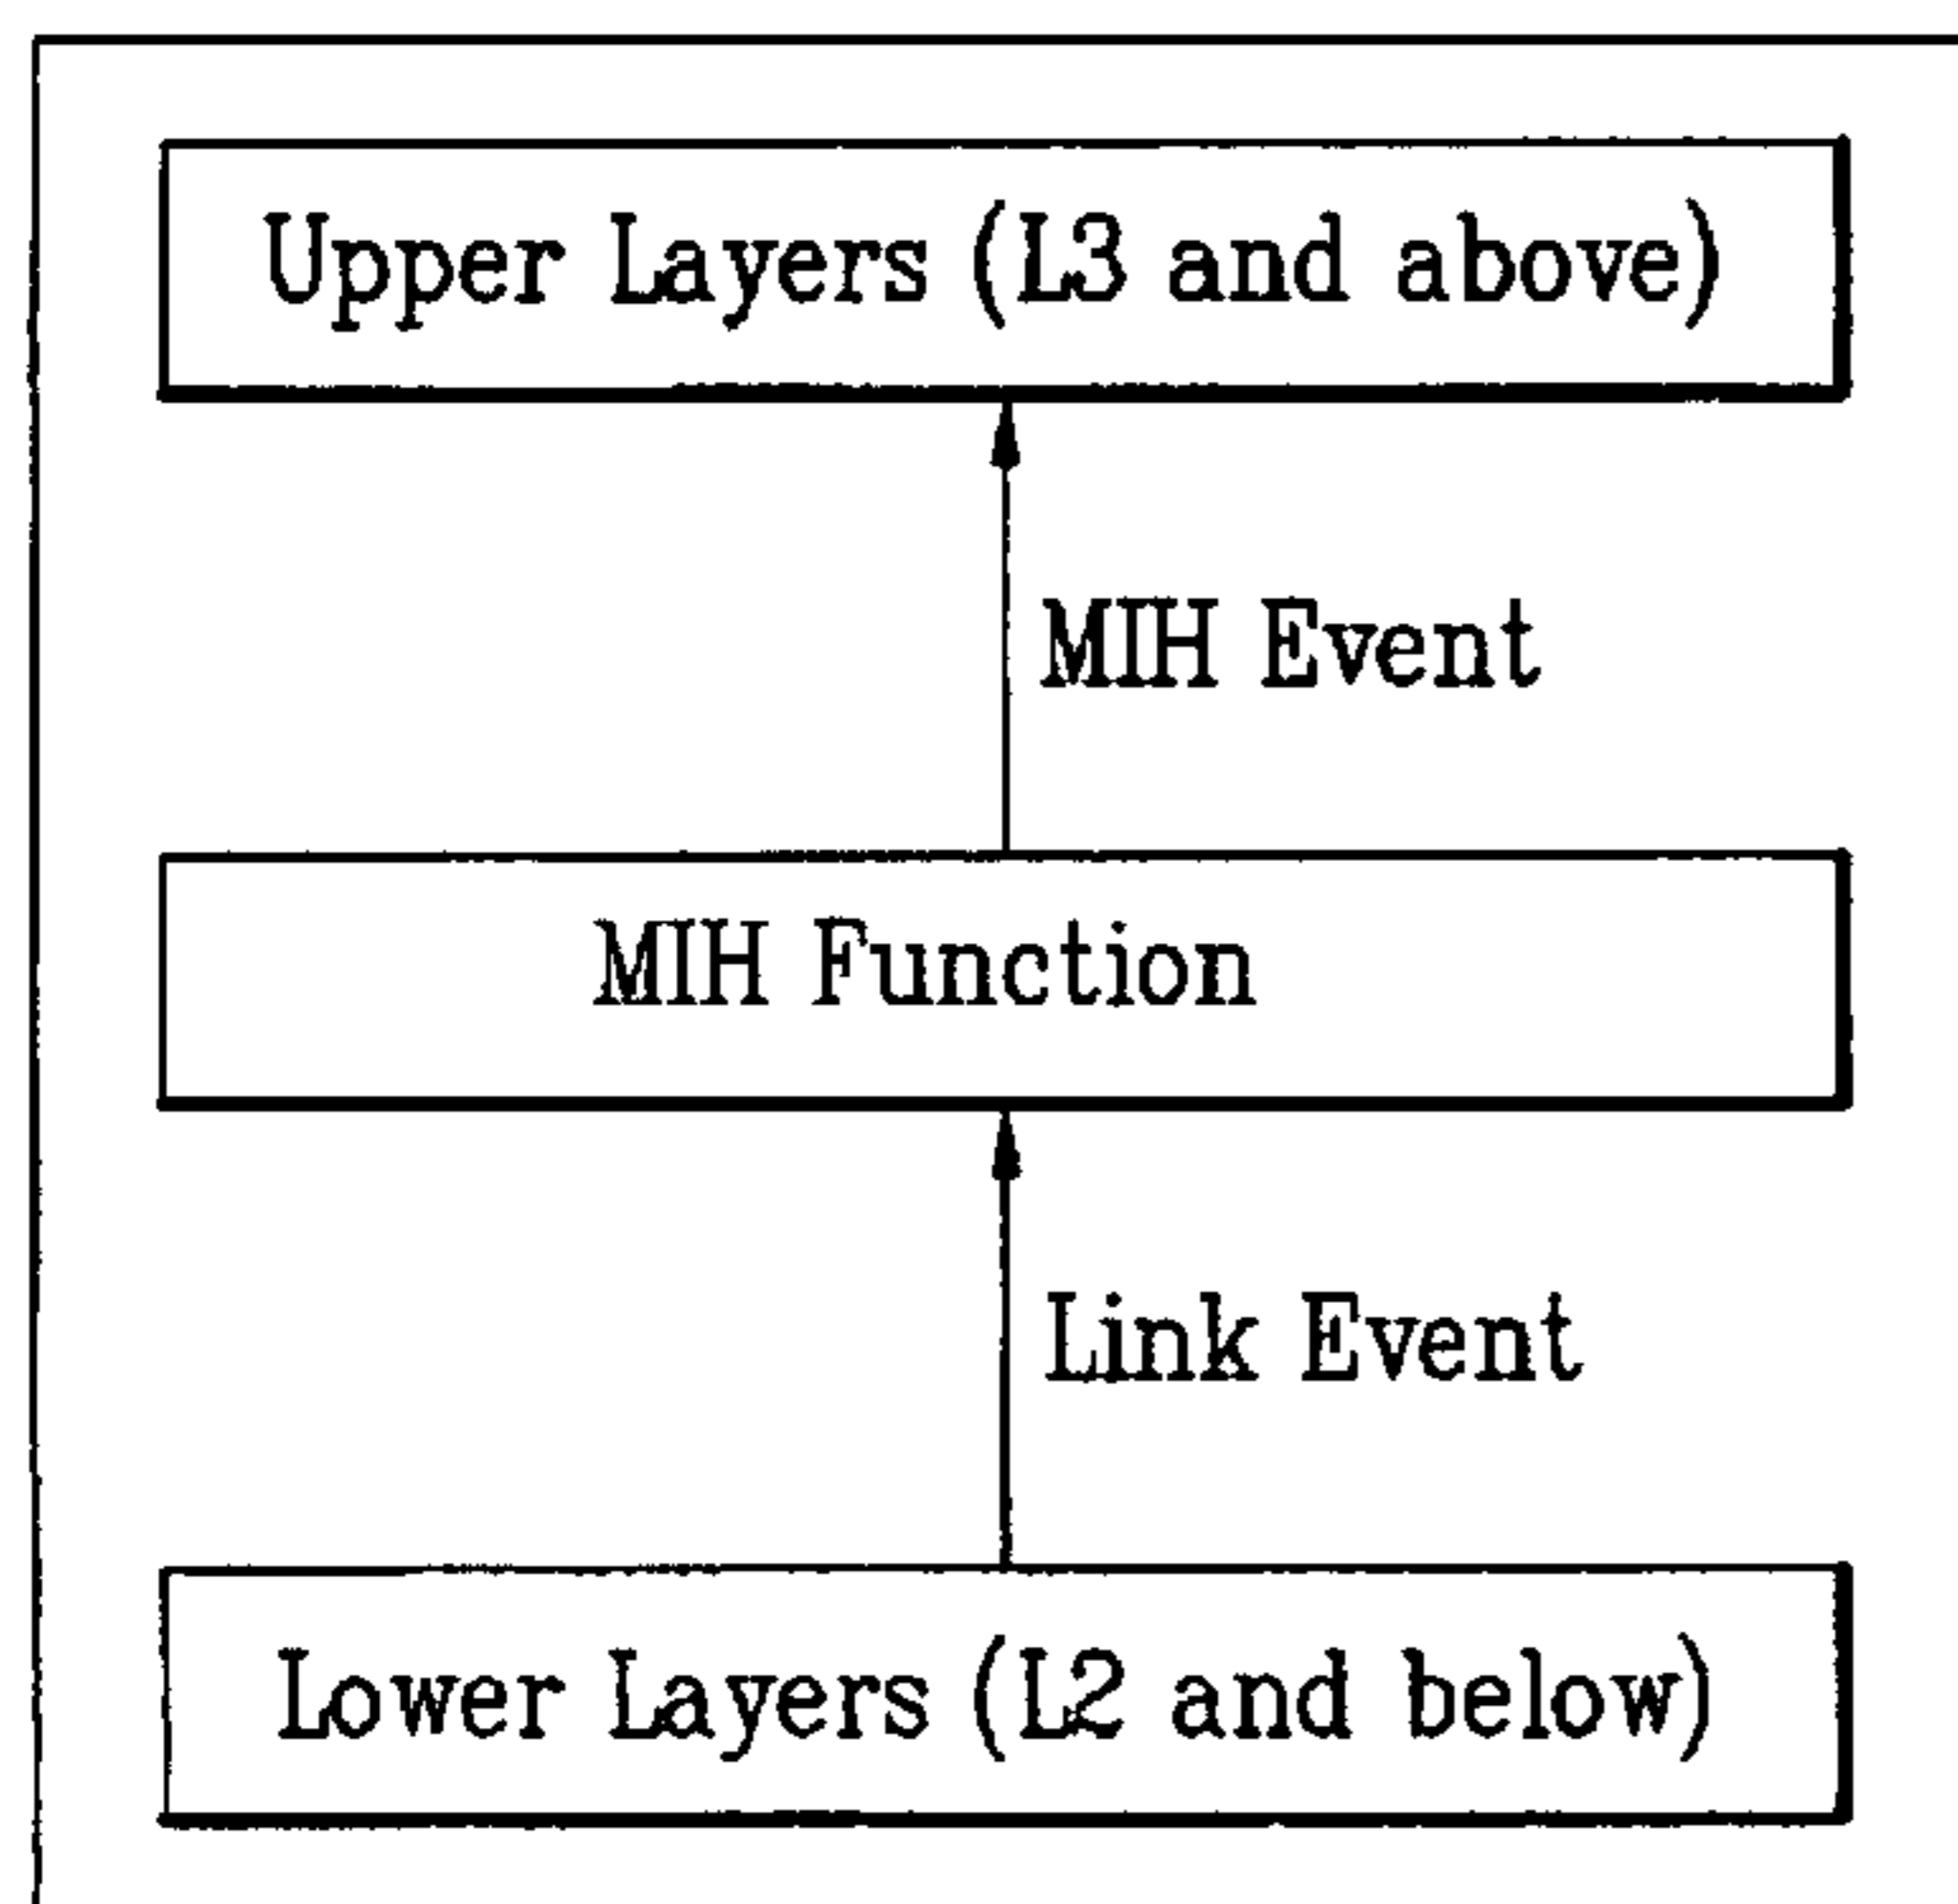 Upper Layers (L3 and above)
MIH Event
MIH Function
Link Event
Lower Layers (L2 and below)